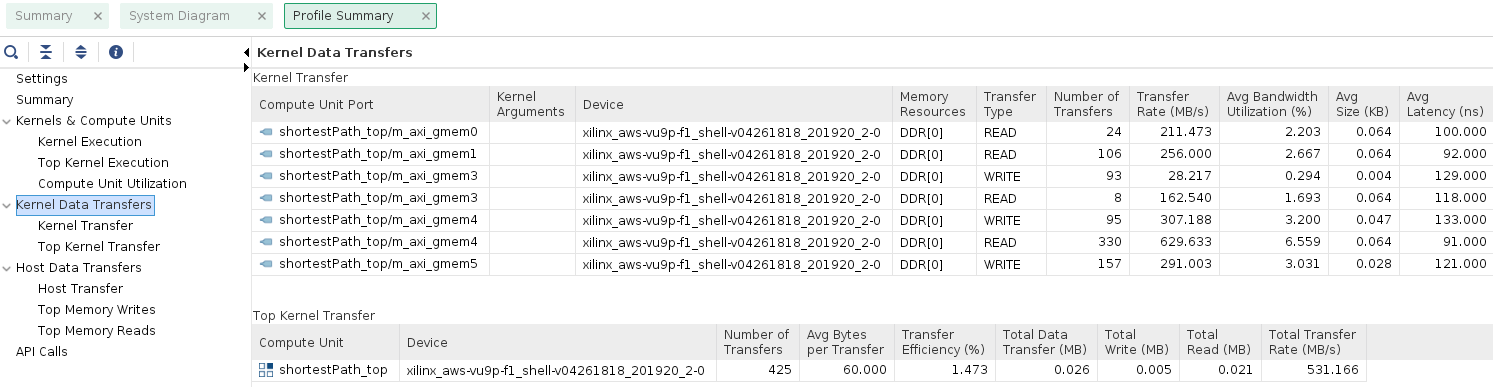 Summary
System Diagram
Profile Summary
Kernel Data Transfers
Settings
Summary
Kernels & Compute Units
Kernel Execution
Top Kernel Execution
Compute Unit Utilization
Kernel Data Transfers
Kernel Transfer
Top Kernel Transfer
Host Data Transfers
Host Transfer
Top Memory Writes
Top Memory Reads
API Calls
Kernel Transfer
Compute Unit Port Kernel Arguments Device Memory Resources Transfer Type Number of Transfers Transfer Rate (MB/s) Avg Bandwidth Utilization (%) Avg Size (KB) Avg Latency (ns)
shortestPath_top/m_axi_gmem0 xilinx_aws-vu9p-f1_shell-v04261818_201920_2-0 DDR[0] READ 24 211.473 2.203 0.064 100.000
shortestPath_top/m_axi_gmem1 xilinx_aws-vu9p-f1_shell-v04261818_201920_2-0 DDR[0] READ 106 256.000 2.667 0.064 92.000
shortestPath_top/m_axi_gmem3 xilinx_aws-vu9p-f1_shell-v04261818_201920_2-0 DDR[0] WRITE 93 28.217 0.294 0.004 129.000
shortestPath_top/m_axi_gmem3 xilinx_aws-vu9p-f1_shell-v04261818_201920_2-0 DDR[0] READ 8 162.540 1.693 0.064 118.000
shortestPath_top/m_axi_gmem4 xilinx_aws-vu9p-f1_shell-v04261818_201920_2-0 DDR[0] WRITE 95 307.188 3.200 0.047 133.000
shortestPath_top/m_axi_gmem4 xilinx_aws-vu9p-f1_shell-v04261818_201920_2-0 DDR[0] READ 330 629.633 6.559 0.064 91.000
shortestPath_top/m_axi_gmem5 xilinx_aws-vu9p-f1_shell-v04261818_201920_2-0 DDR[0] WRITE 157 291.003 3.031 0.028 121.000
Top Kernel Transfer
Compute Unit Device Number of Transfers Avg Bytes per Transfer Transfer Efficiency (%) Total Data Transfer (MB) Total Write (MB) Total Read (MB) Total Transfer Rate (MB/s)
shortestPath_top xilinx_aws-vu9p-f1_shell-v04261818_201920_2-0 425 60.000 1.473 0.026 0.005 0.021 531.166